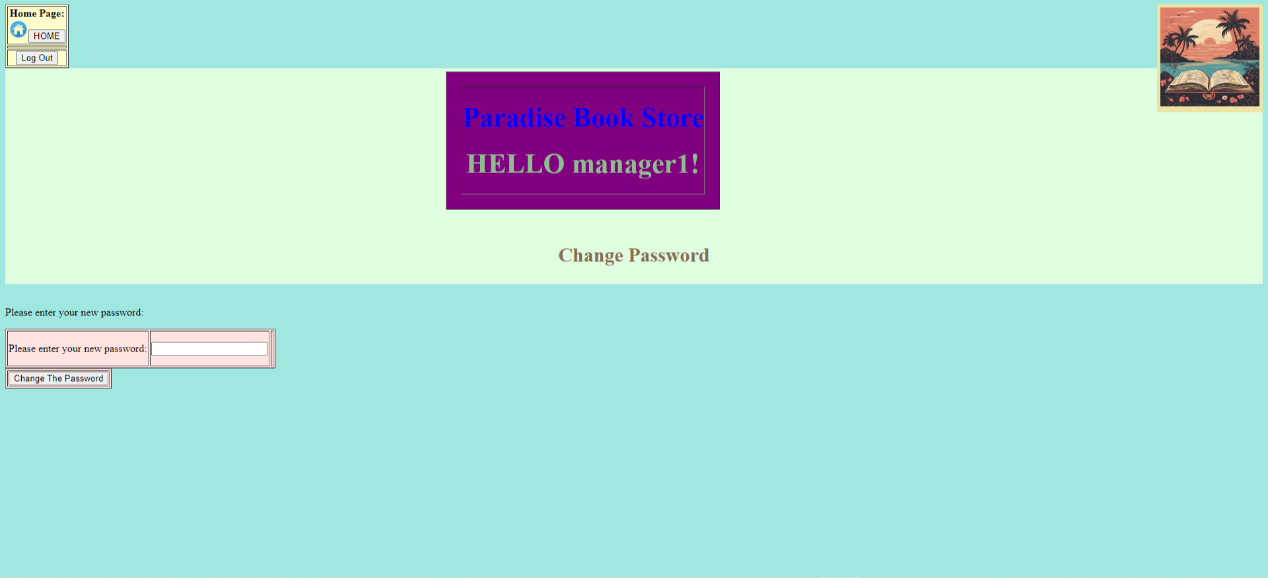 Home Page:
HOME
Log Out
Paradise Book Store
HELLO manager1!
Change Password
Please enter your new password:
Please enter your new password:
Change The Password